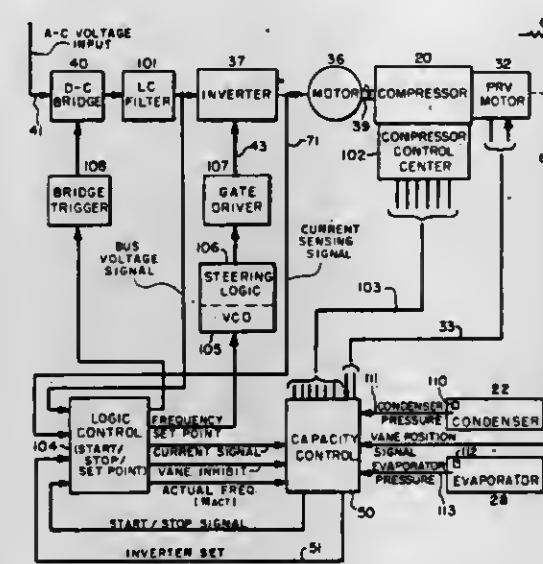 A-C VOLTAGE
INPUT
40
101
37
36
20
32
D-C
BRIDGE
LC
FILTER
INVERTER
MOTOR
COMPRESSOR
PRV
MOTOR
41
39
43
71
102
COMPRESSOR
CONTROL
CENTER
108
107
BRIDGE
TRIGGER
GATE
DRIVER
BUS
VOLTAGE
SIGNAL
106
STEERING
LOGIC
VCO
105
CURRENT
SENSING
SIGNAL
103
33
104
LOGIC
CONTROL
(START/
STOP/
SET POINT)
FREQUENCY
SET POINT
CURRENT SIGNAL
VANE INHIBIT
ACTUAL FREQ.
START/STOP SIGNAL
INVERTER SET
51
CAPACITY
CONTROL
50
111
110
22
CONDENSER
PRESSURE
CONDENSER
VANE POSITION
SIGNAL
EVAPORATOR
PRESSURE
112
EVAPORATOR
113